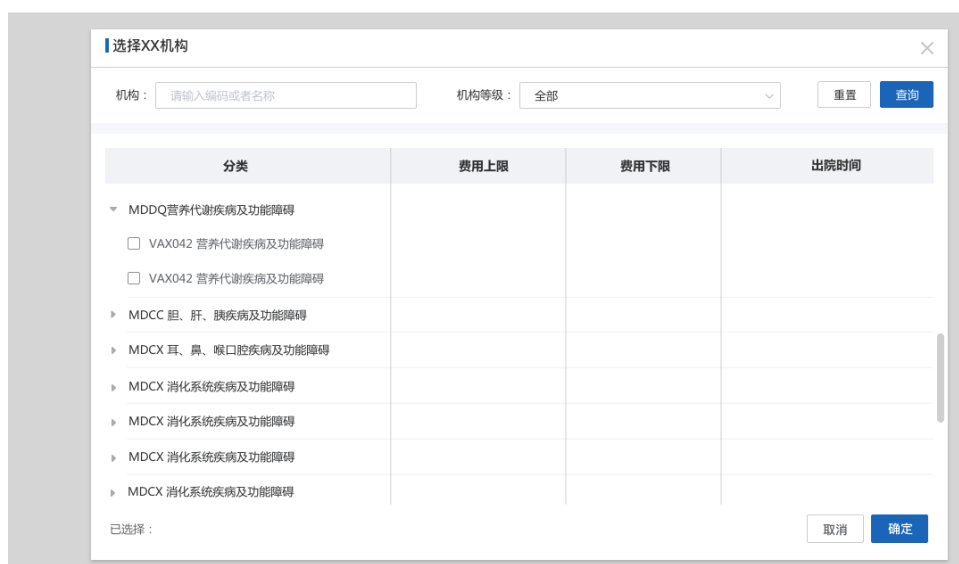 选择XX机构
机构： 请输入编码或者名称 机构等级： 全部 重置 查询
分类 费用上限 费用下限 出院时间
MDDQ营养代谢疾病及功能障碍
VAX042 营养代谢疾病及功能障碍
VAX042 营养代谢疾病及功能障碍
MDCC 胆、肝、胰疾病及功能障碍
MDCX 耳、鼻、喉口腔疾病及功能障碍
MDCX 消化系统疾病及功能障碍
MDCX 消化系统疾病及功能障碍
MDCX 消化系统疾病及功能障碍
MDCX 消化系统疾病及功能障碍
已选择： 取消 确定